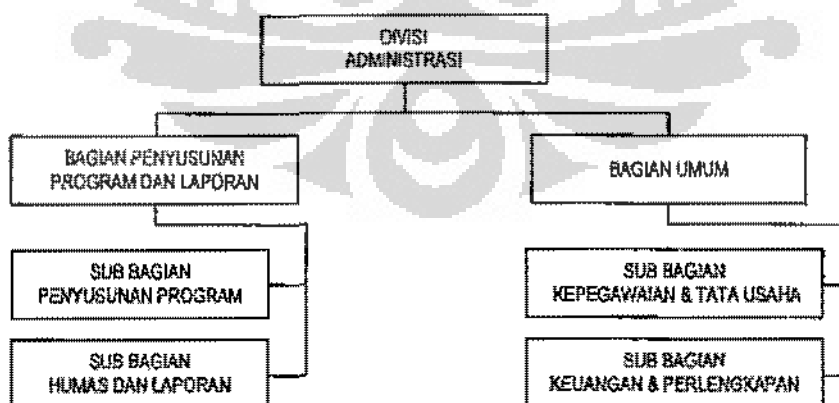 DIVISI
ADMINISTRASI
BAGIAN PENYUSUNAN
PROGRAM DAN LAPORAN
BAGIAN UMUM
SUB BAGIAN
PENYUSUNAN PROGRAM
SUB BAGIAN
KEPEGAWAIAN & TATA USAHA
SUB BAGIAN
HUMAS DAN LAPORAN
SUB BAGIAN
KEUANGAN & PERLENGKAPAN